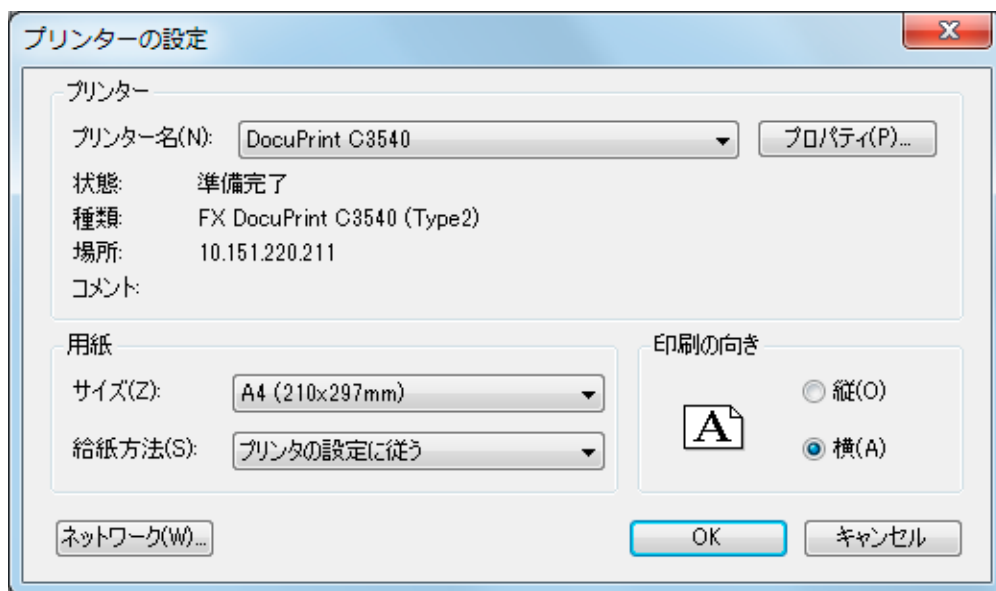 プリンターの設定
プリンター
プリンター名(N): DocuPrint C3540 プロパティ(P)...
状態: 準備完了
種類: FX DocuPrint C3540 (Type2)
場所: 10.151.220.211
コメント:
用紙
サイズ(Z): A4 (210x297mm)
給紙方法(S): プリンタの設定に従う
印刷の向き
A
縦(O)
横(A)
ネットワーク(W)... OK キャンセル